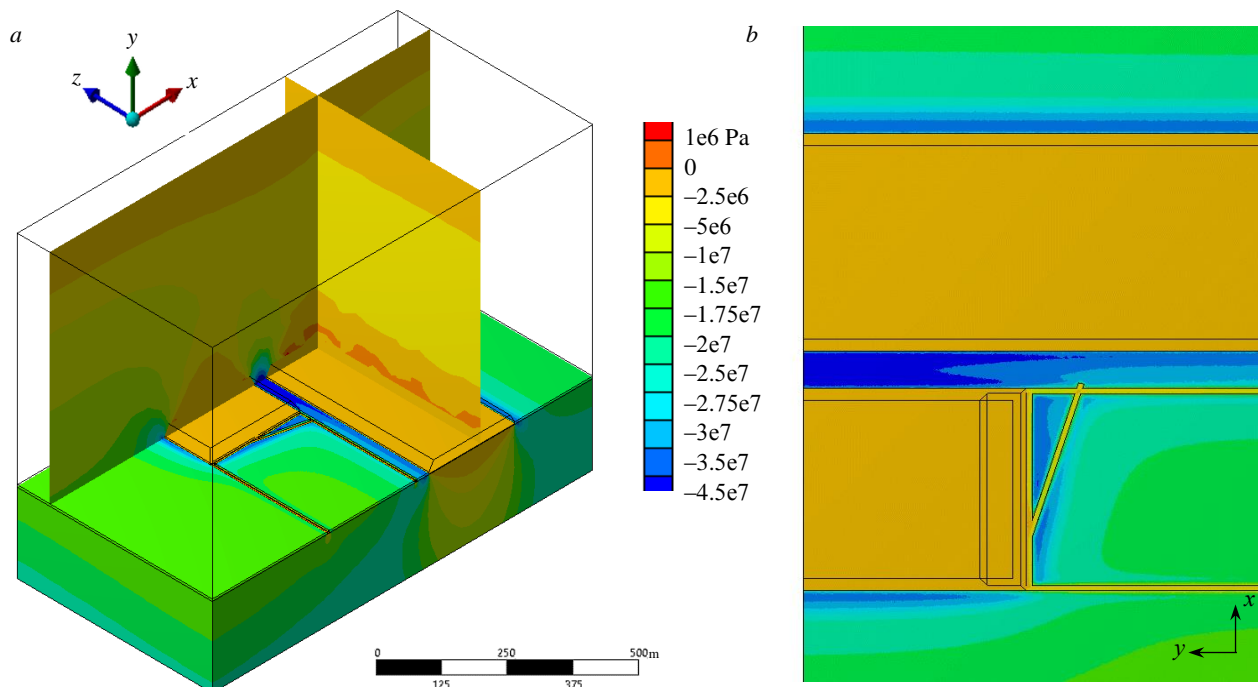 a
b
y
z
x
1e6 Pa
0
–2.5e6
–5e6
–1e7
–1.5e7
–1.75e7
–2e7
–2.5e7
–2.75e7
–3e7
–3.5e7
–4.5e7
0
250
500m
125
375
x
y